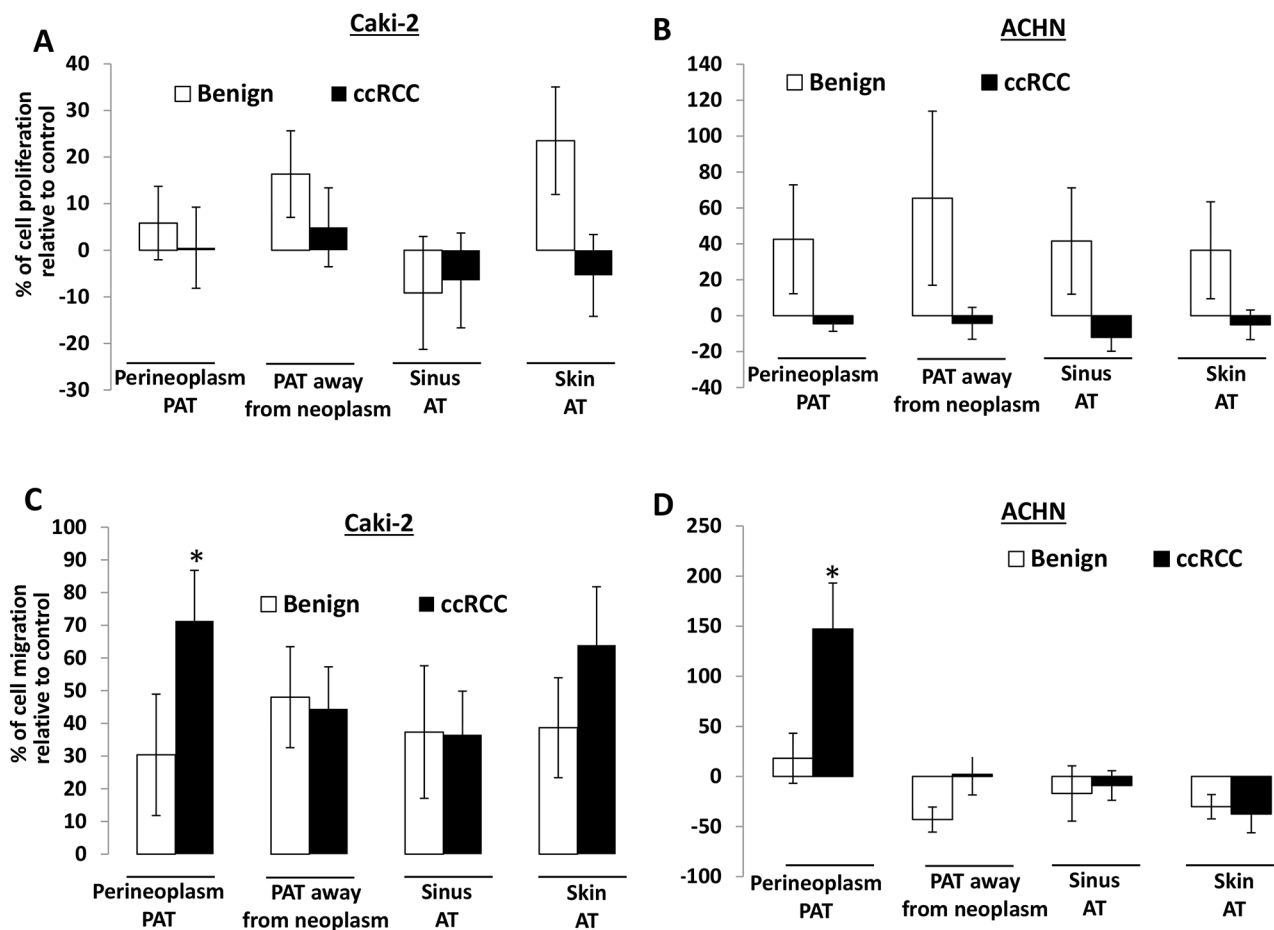 A
Caki-2
% of cell proliferation
relative to control
40
30
20
10
0
-10
-20
-30
Benign
ccRCC
Perineoplasm
PAT
PAT away
from neoplasm
Sinus
AT
Skin
AT
B
ACHN
140
120
100
80
60
40
20
0
-20
-40
Benign
ccRCC
Perineoplasm
PAT
PAT away
from neoplasm
Sinus
AT
Skin
AT
C
Caki-2
% of cell migration
relative to control
100
90
80
70
60
50
40
30
20
10
0
*
Benign
ccRCC
Perineoplasm
PAT
PAT away
from neoplasm
Sinus
AT
Skin
AT
D
ACHN
250
200
150
100
50
0
-50
-100
*
Benign
ccRCC
Perineoplasm
PAT
PAT away
from neoplasm
Sinus
AT
Skin
AT